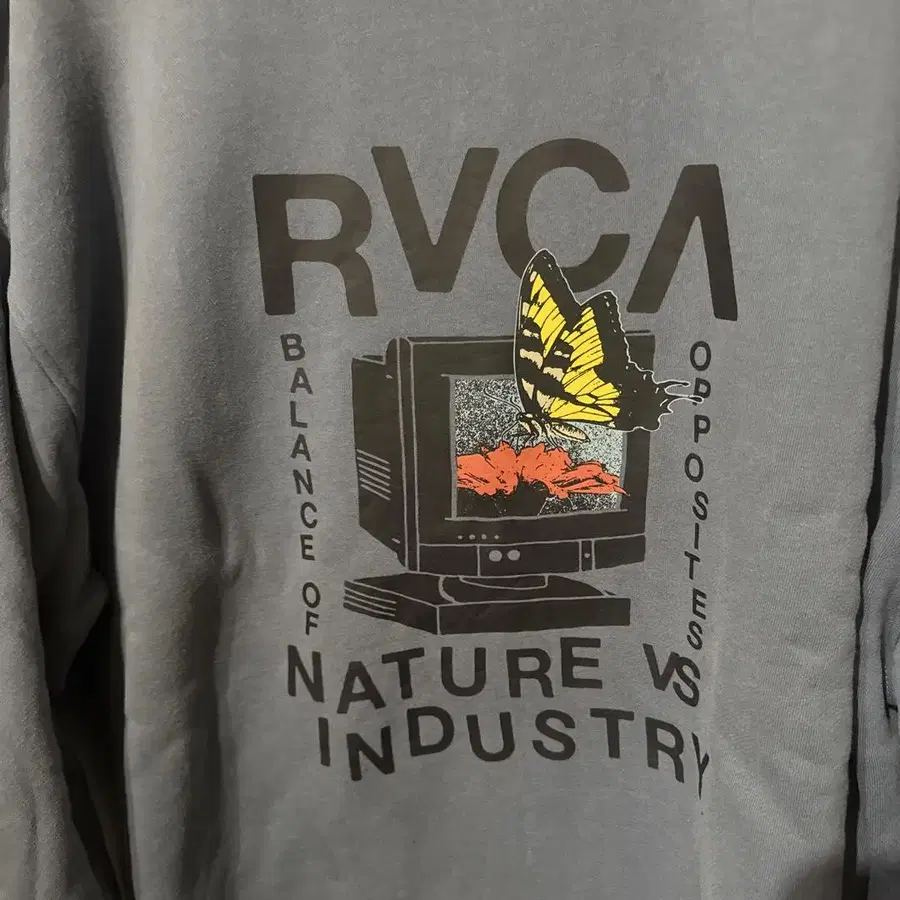 RVCA
BALANCE OF
OPPOSITES
NATURE VS
INDUSTRY